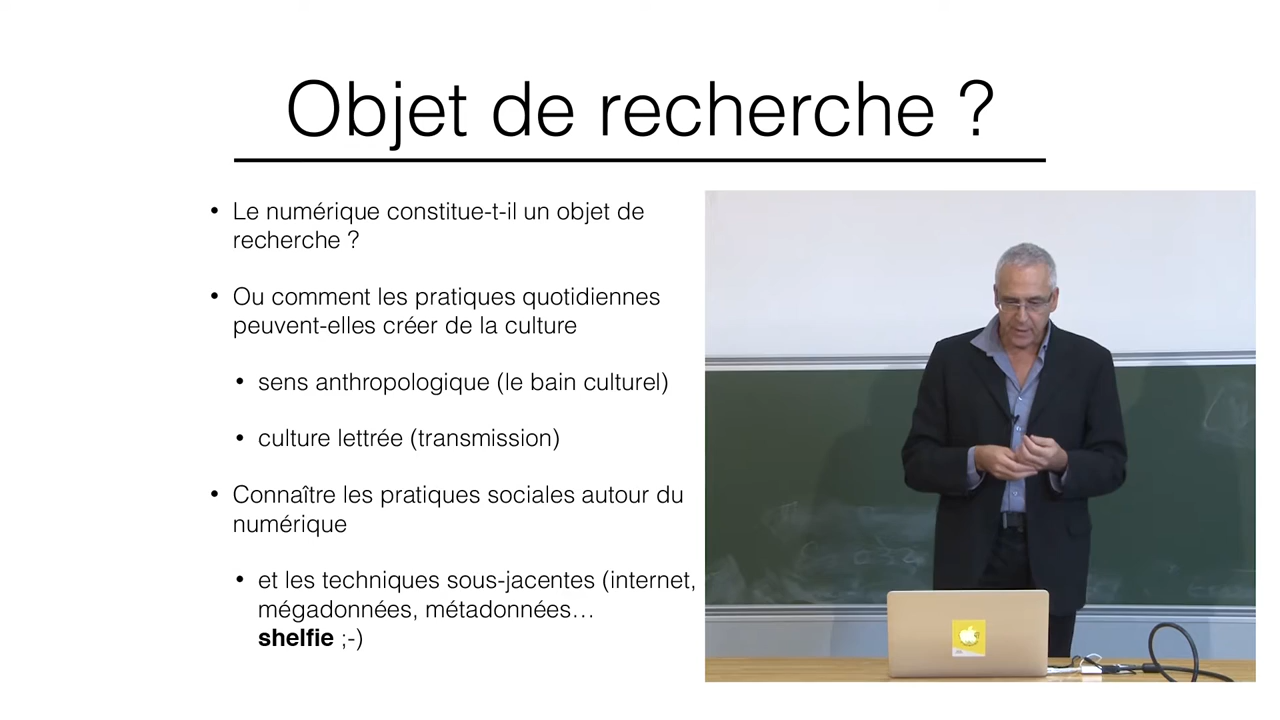 Objet de recherche ?
• Le numérique constitue-t-il un objet de
recherche ?
• Ou comment les pratiques quotidiennes
peuvent-elles créer de la culture
• sens anthropologique (le bain culturel)
• culture lettrée (transmission)
• Connaître les pratiques sociales autour du
numérique
• et les techniques sous-jacentes (internet,
mégadonnées, métadonnées…
shelfie ;-)